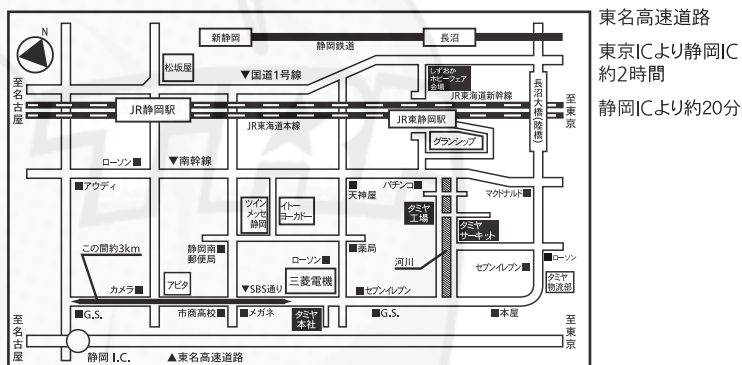 N
新静岡
長沼
静岡鉄道
松坂屋
▼国道1号線
しずおか
ホビーフェア
会場
JR東海道新幹線
長沼大橋(陸橋)
至名古屋
JR静岡駅
JR東静岡駅
至東京
JR東海道本線
グランシップ
ローソン■
▼南幹線
■アウディ
■天神屋
パチンコ■
マクドナルド■
ツイン
メッセ
静岡
イトー
ヨーカドー
タミヤ
工場
タミヤ
サーキット
この間約3km
静岡南■
郵便局
■薬局
河川
ローソン■
■ローソン
カメラ■
アピタ
▼SBS通り
三菱電機
■セブンイレブン
セブンイレブン■
タミヤ
物流部
■G.S.
市商高校■
■メガネ
タミヤ
本社
■G.S.
■本屋
至名古屋
至東京
静岡 I.C.
▲東名高速道路
東名高速道路
東京ICより静岡IC
約2時間
静岡ICより約20分